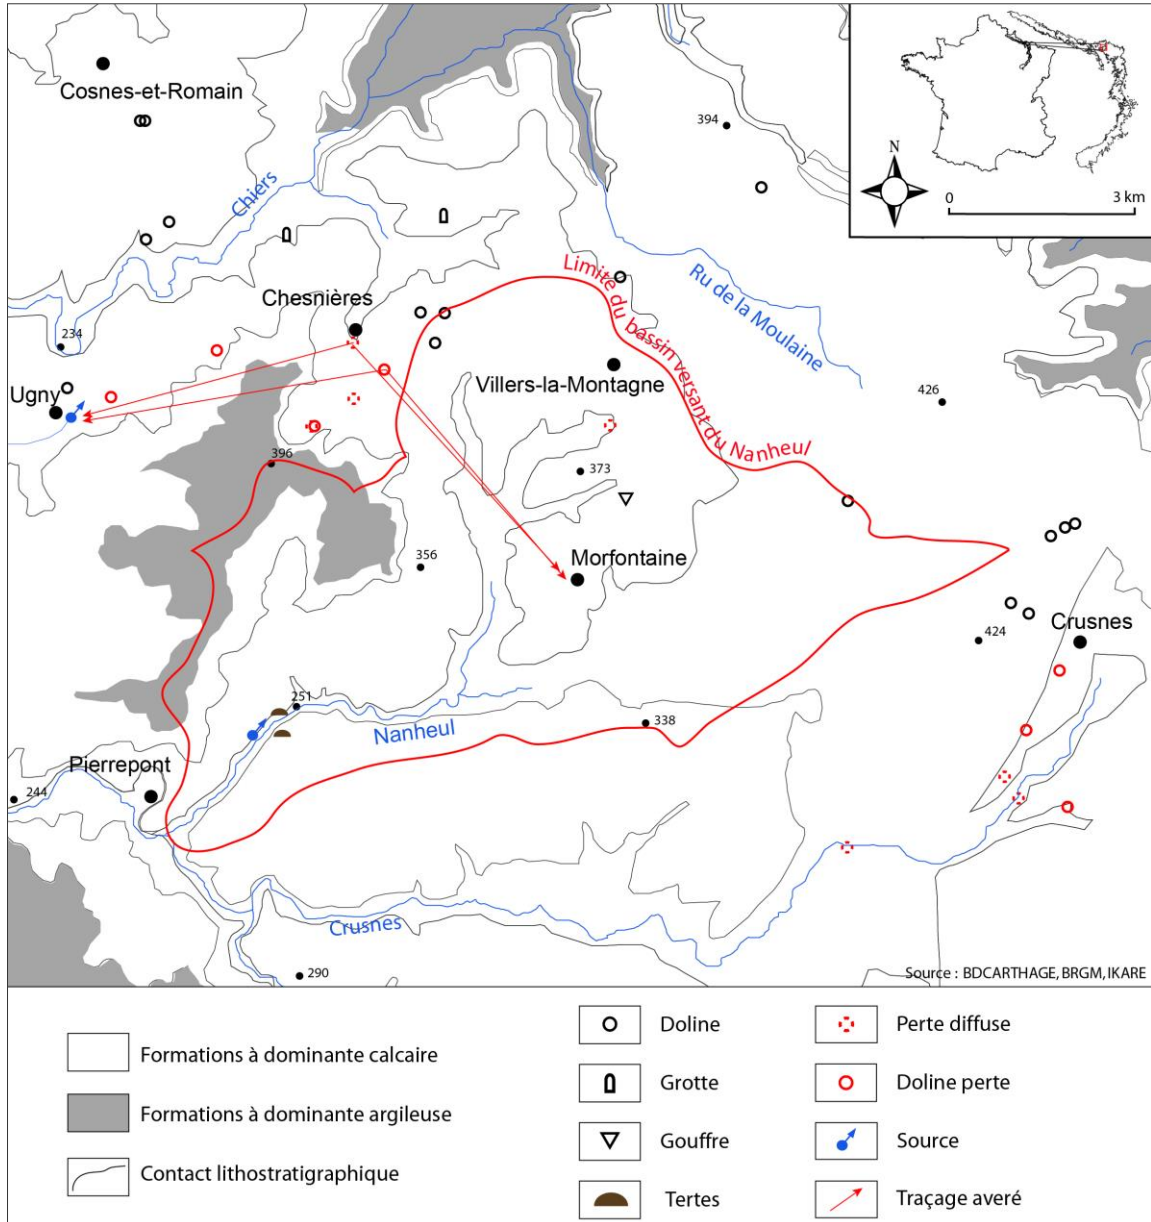 N
0
3 km
Cosnes-et-Romain
394
Chiers
Chesnières
Limite du bassin versant du Nanheul
Ru de la Moulaine
234
Ugny
Villers-la-Montagne
426
396
373
356
Morfontaine
424
Crusnes
251
Nanheul
338
Pierrepont
244
Crusnes
290
Source : BDCARTHAGE, BRGM, IKARE
Formations à dominante calcaire
Formations à dominante argileuse
Contact lithostratigraphique
Doline
Grotte
Gouffre
Tertes
Perte diffuse
Doline perte
Source
Traçage averé